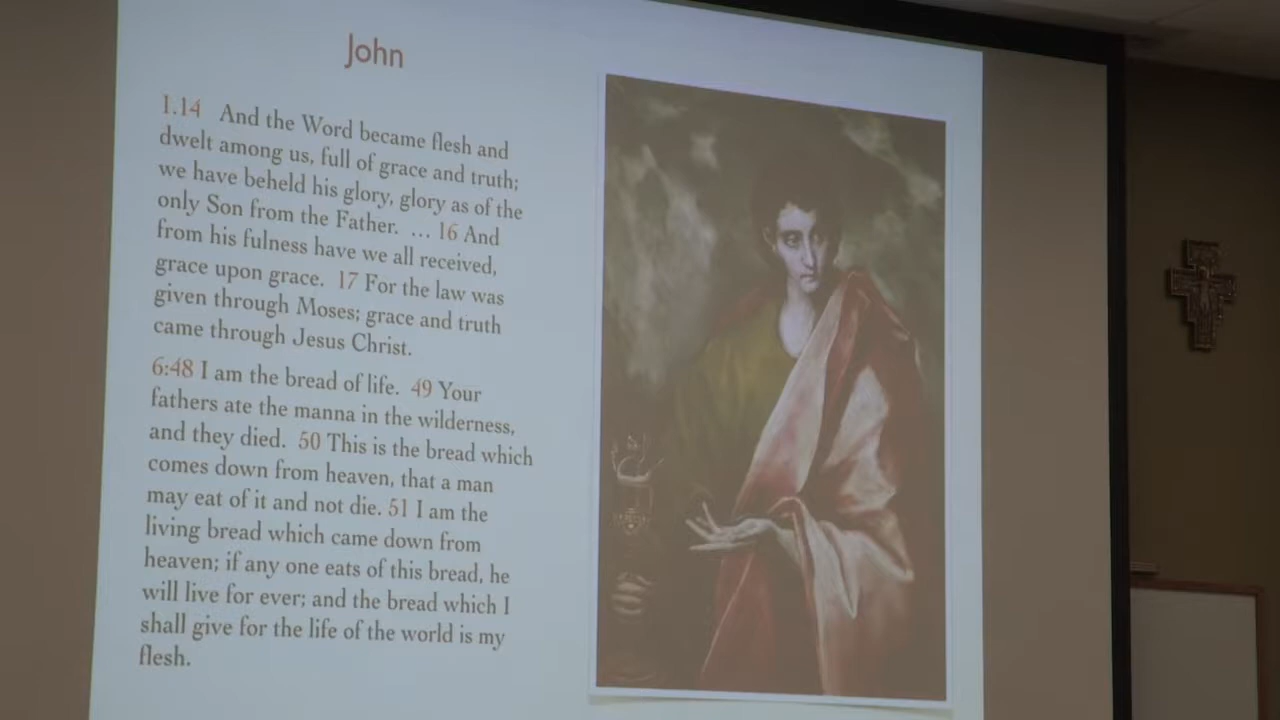 John
1.14 And the Word became flesh and
dwelt among us, full of grace and truth;
we have beheld his glory, glory as of the
only Son from the Father. ... 16 And
from his fulness have we all received,
grace upon grace. 17 For the law was
given through Moses; grace and truth
came through Jesus Christ.
6:48 I am the bread of life. 49 Your
fathers ate the manna in the wilderness,
and they died. 50 This is the bread which
comes down from heaven, that a man
may eat of it and not die. 51 I am the
living bread which came down from
heaven; if any one eats of this bread, he
will live for ever; and the bread which I
shall give for the life of the world is my
flesh.